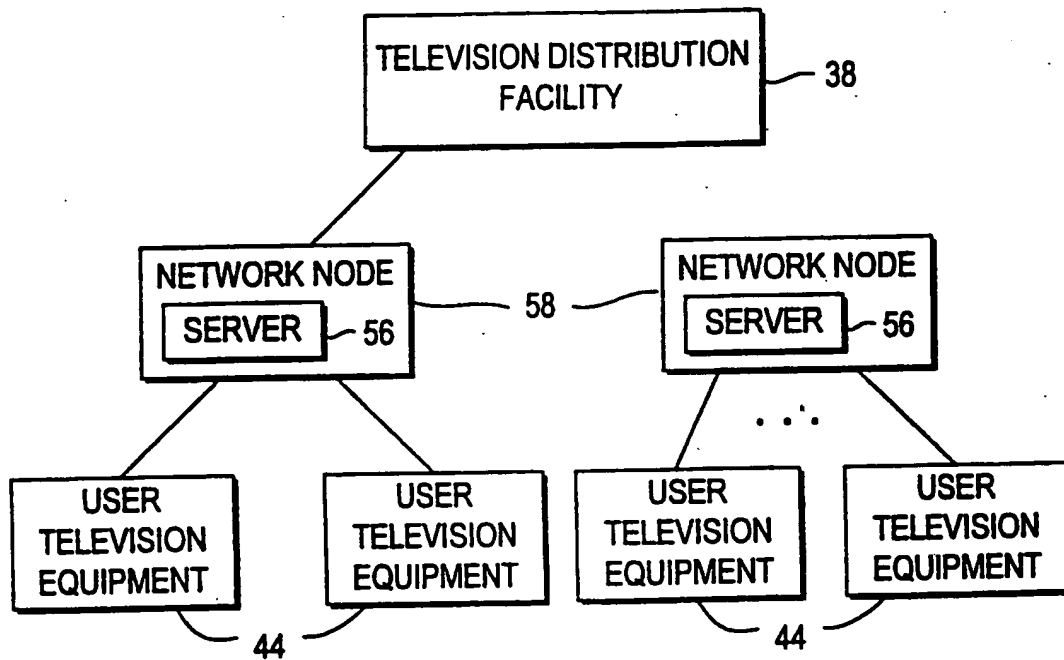 TELEVISION DISTRIBUTION
FACILITY
38
NETWORK NODE
SERVER
56
58
NETWORK NODE
SERVER
56
USER
TELEVISION
EQUIPMENT
USER
TELEVISION
EQUIPMENT
44
USER
TELEVISION
EQUIPMENT
USER
TELEVISION
EQUIPMENT
44